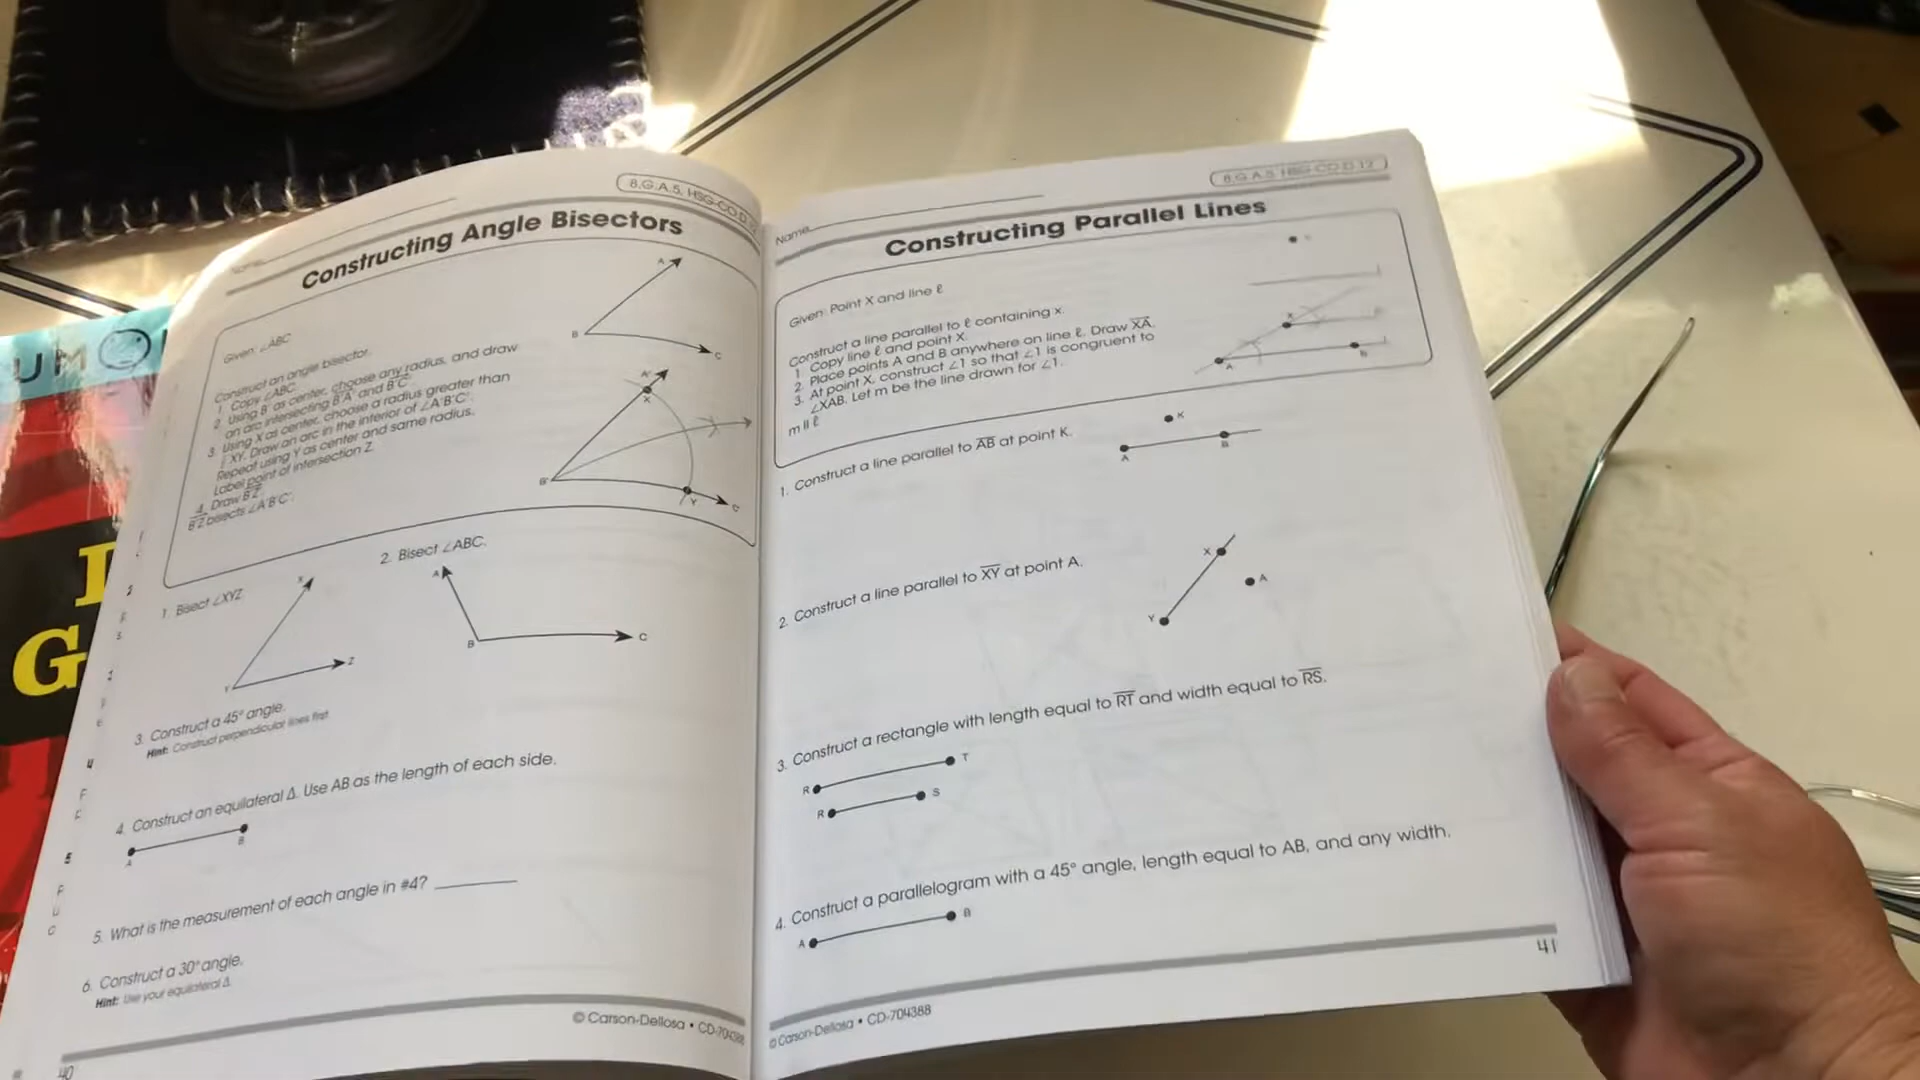 UMO
I
G
Name
8.G.A.5, HSG-CO.D.12
Constructing Angle Bisectors
Given: ∠ABC
Construct an angle bisector.
1. Copy ∠ABC.
2. Using B' as center, choose any radius, and draw
an arc intersecting B'A' and B'C'.
3. Using X as center, choose a radius greater than
XY. Draw an arc in the interior of ∠A'B'C'.
Repeat using Y as center and same radius.
Label point of intersection Z.
4. Draw B'Z.
B'Z bisects ∠A'B'C'.
A
B
C
A'
X
B'
Y
C'
1. Bisect ∠XYZ.
X
Y
Z
2. Bisect ∠ABC.
A
B
C
3. Construct a 45° angle.
Hint: Construct perpendicular lines first.
4. Construct an equilateral Δ. Use AB as the length of each side.
A
B
5. What is the measurement of each angle in #4?
6. Construct a 30° angle.
Hint: Use your equilateral Δ.
© Carson-Dellosa • CD-704388
40
Name
8.G.A.5, HSG-CO.D.12
Constructing Parallel Lines
Given: Point X and line ℓ
Construct a line parallel to ℓ containing x.
1. Copy line ℓ and point X.
2. Place points A and B anywhere on line ℓ. Draw XA.
3. At point X, construct ∠1 so that ∠1 is congruent to
∠XAB. Let m be the line drawn for ∠1.
m || ℓ
X
A
B
1. Construct a line parallel to AB at point K.
K
A
B
2. Construct a line parallel to XY at point A.
X
A
Y
3. Construct a rectangle with length equal to RT and width equal to RS.
R
T
R
S
4. Construct a parallelogram with a 45° angle, length equal to AB, and any width.
A
B
© Carson-Dellosa • CD-704388
41